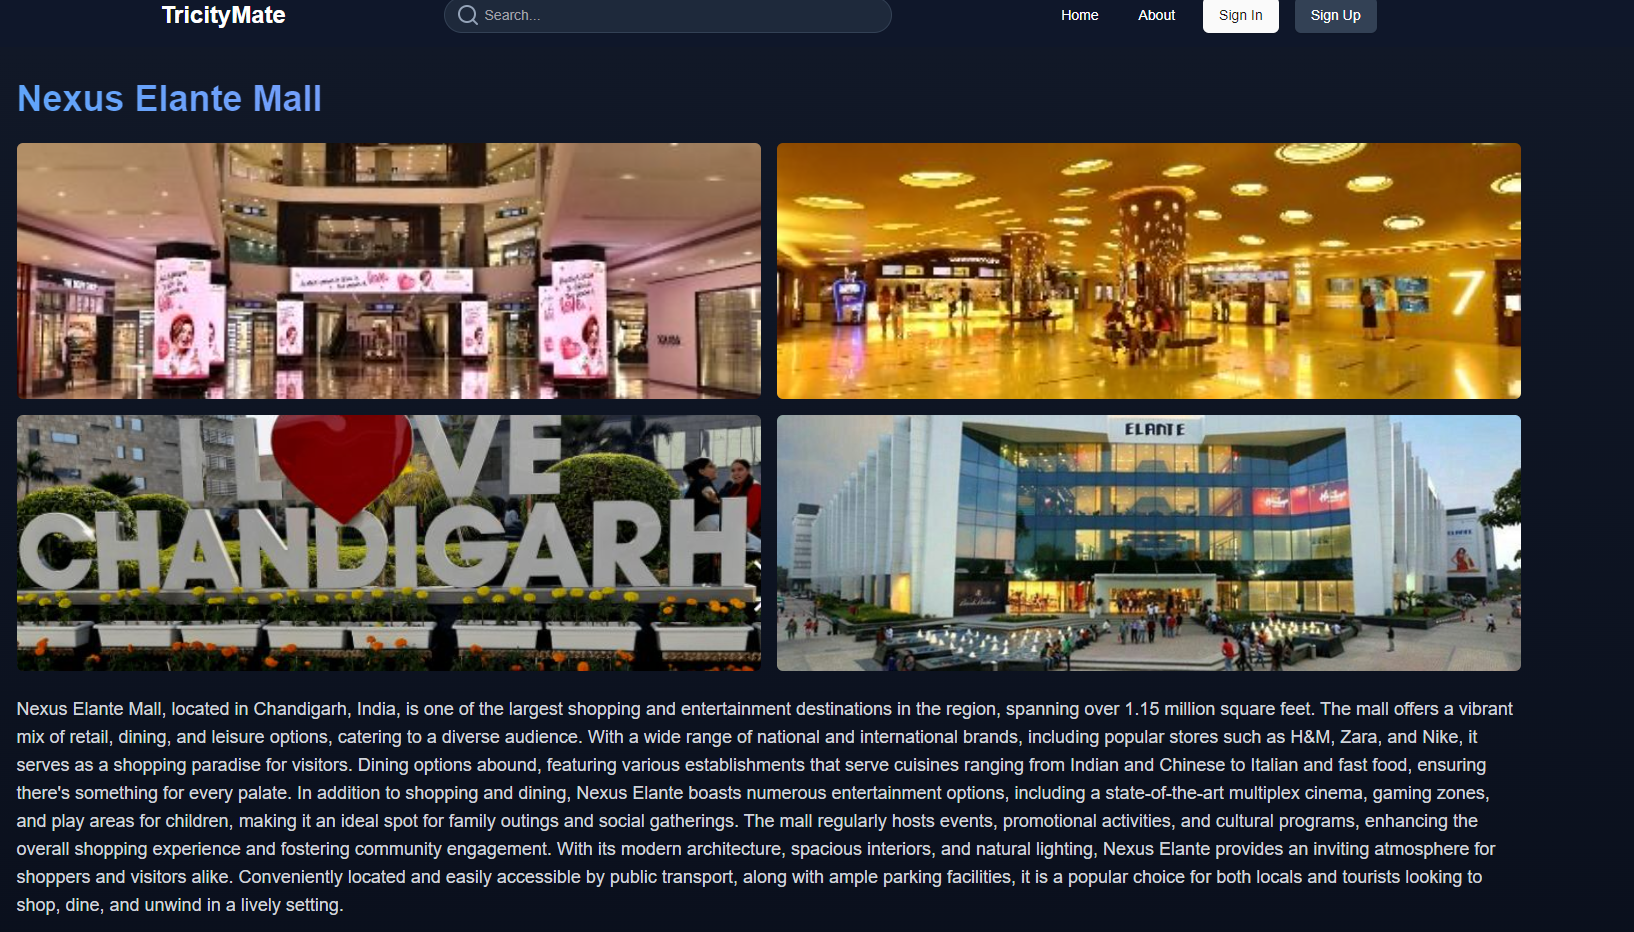 TricityMate
Search...
Home
About
Sign In
Sign Up
Nexus Elante Mall
love
love
I L VE
CHANDIGARH
7
ELANTE
Nexus Elante Mall, located in Chandigarh, India, is one of the largest shopping and entertainment destinations in the region, spanning over 1.15 million square feet. The mall offers a vibrant
mix of retail, dining, and leisure options, catering to a diverse audience. With a wide range of national and international brands, including popular stores such as H&M, Zara, and Nike, it
serves as a shopping paradise for visitors. Dining options abound, featuring various establishments that serve cuisines ranging from Indian and Chinese to Italian and fast food, ensuring
there's something for every palate. In addition to shopping and dining, Nexus Elante boasts numerous entertainment options, including a state-of-the-art multiplex cinema, gaming zones,
and play areas for children, making it an ideal spot for family outings and social gatherings. The mall regularly hosts events, promotional activities, and cultural programs, enhancing the
overall shopping experience and fostering community engagement. With its modern architecture, spacious interiors, and natural lighting, Nexus Elante provides an inviting atmosphere for
shoppers and visitors alike. Conveniently located and easily accessible by public transport, along with ample parking facilities, it is a popular choice for both locals and tourists looking to
shop, dine, and unwind in a lively setting.